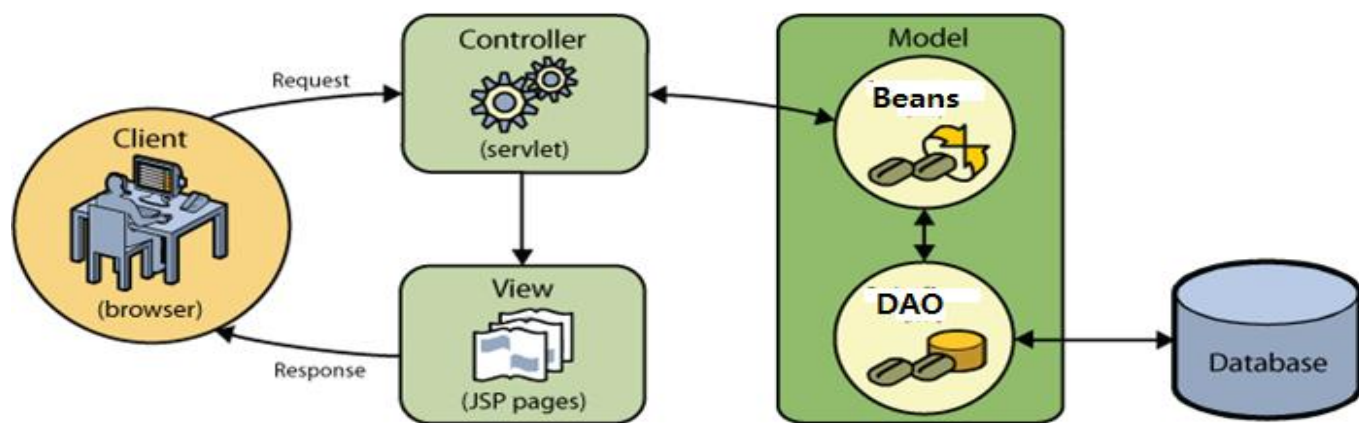 Controller
(servlet)
Model
Beans
Request
Client
(browser)
View
(JSP pages)
Response
DAO
Database